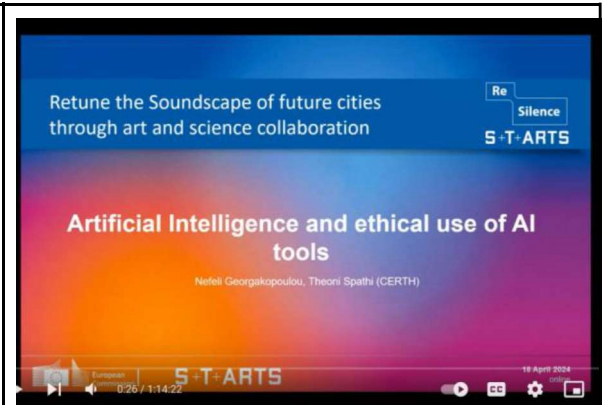 Retune the Soundscape of future cities
through art and science collaboration
Re
Silence
S+T+ARTS
Artificial Intelligence and ethical use of AI
tools
Nefeli Georgakopoulou, Theoni Spathi (CERTH)
European
Commission
S+T+ARTS
18 April 2024
online
0:26 / 1:14:22
CC